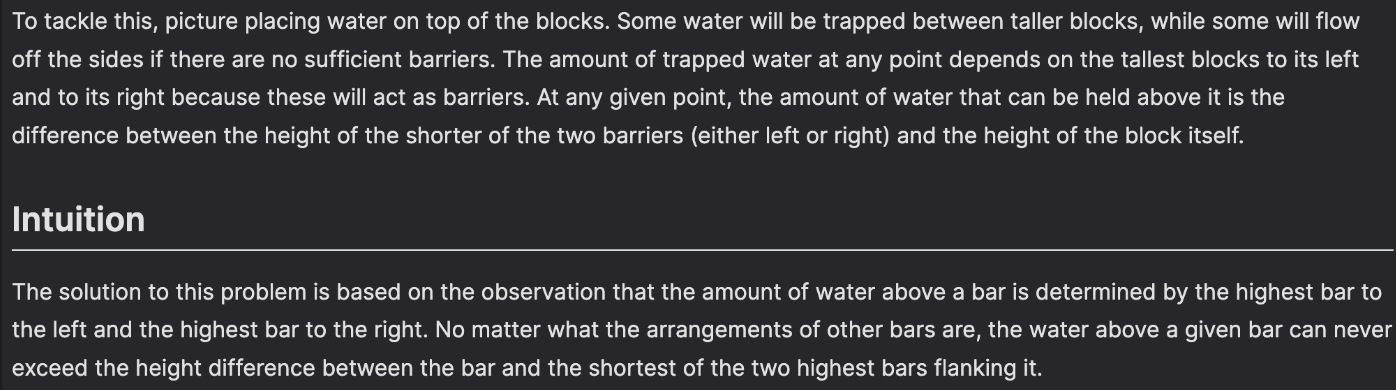 To tackle this, picture placing water on top of the blocks. Some water will be trapped between taller blocks, while some will flow
off the sides if there are no sufficient barriers. The amount of trapped water at any point depends on the tallest blocks to its left
and to its right because these will act as barriers. At any given point, the amount of water that can be held above it is the
difference between the height of the shorter of the two barriers (either left or right) and the height of the block itself.
Intuition
The solution to this problem is based on the observation that the amount of water above a bar is determined by the highest bar to
the left and the highest bar to the right. No matter what the arrangements of other bars are, the water above a given bar can never
exceed the height difference between the bar and the shortest of the two highest bars flanking it.